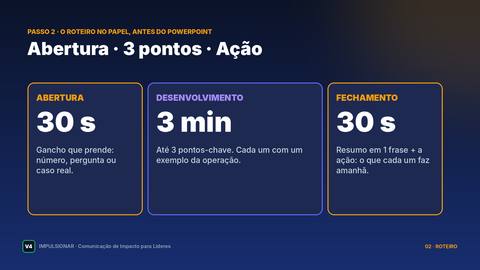 PASSO 2 · O ROTEIRO NO PAPEL, ANTES DO POWERPOINT
Abertura · 3 pontos · Ação
ABERTURA
30 s
Gancho que prende:
número, pergunta ou
caso real.
DESENVOLVIMENTO
3 min
Até 3 pontos-chave. Cada um com um
exemplo da operação.
FECHAMENTO
30 s
Resumo em 1 frase + a
ação: o que cada um faz
amanhã.
V4
IMPULSIONAR · Comunicação de Impacto para Líderes
02 · ROTEIRO